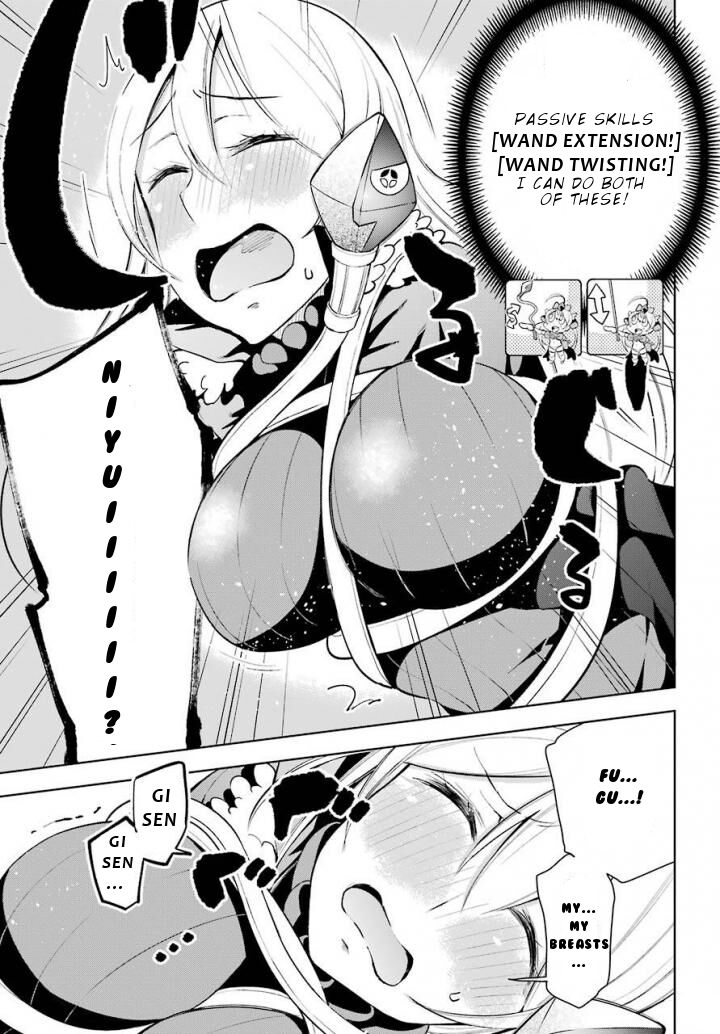 PASSIVE SKILLS
[WAND EXTENSION!]
[WAND TWISTING!]
I CAN DO BOTH
OF THESE!
NIYUIIIIIII?
FU...
GU...!
GI
SEN
GI
SEN
...
MY...
MY
BREASTS
...